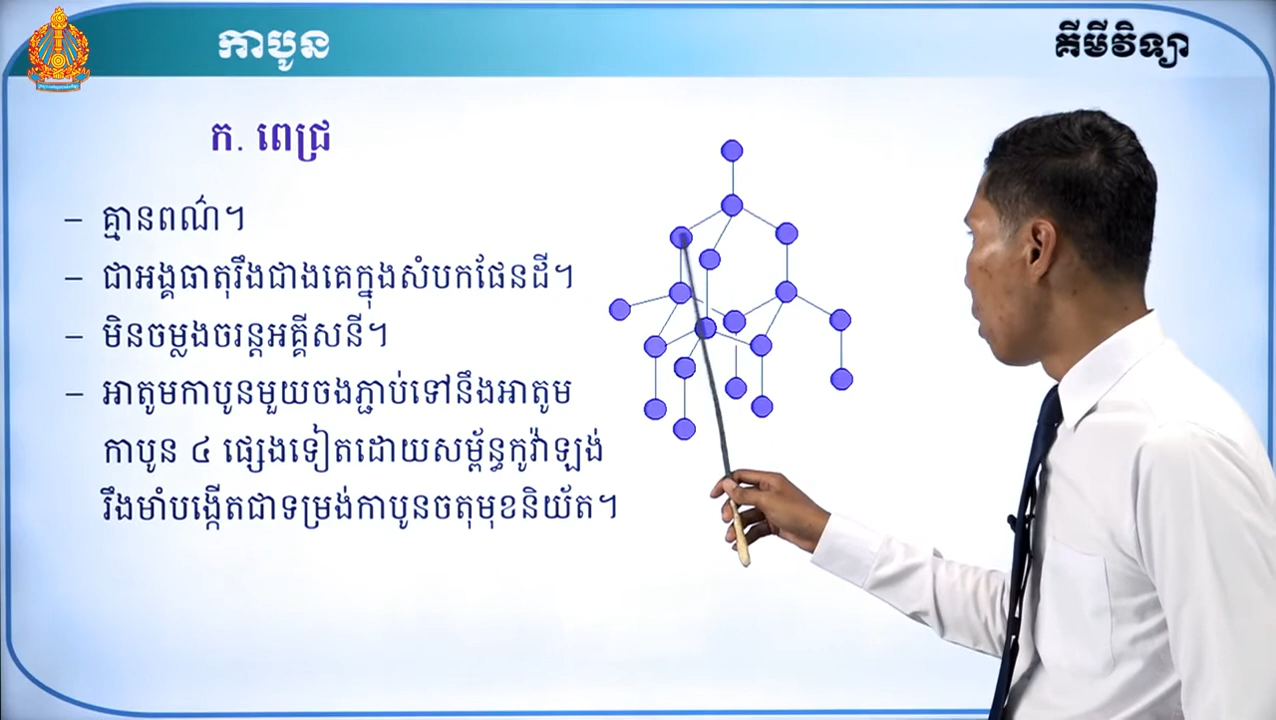 កាបូន
គីមីវិទ្យា
ក. ពេជ្រ
– គ្មានពណ៌។
– ជាអង្គធាតុរឹងជាងគេក្នុងសំបកផែនដី។
– មិនចម្លងចរន្តអគ្គីសនី។
– អាតូមកាបូនមួយចងភ្ជាប់ទៅនឹងអាតូម
កាបូន ៤ ផ្សេងទៀតដោយសម្ព័ន្ធកូវ៉ាឡង់
រឹងមាំបង្កើតជាទម្រង់កាបូនចតុមុខនិយ័ត។